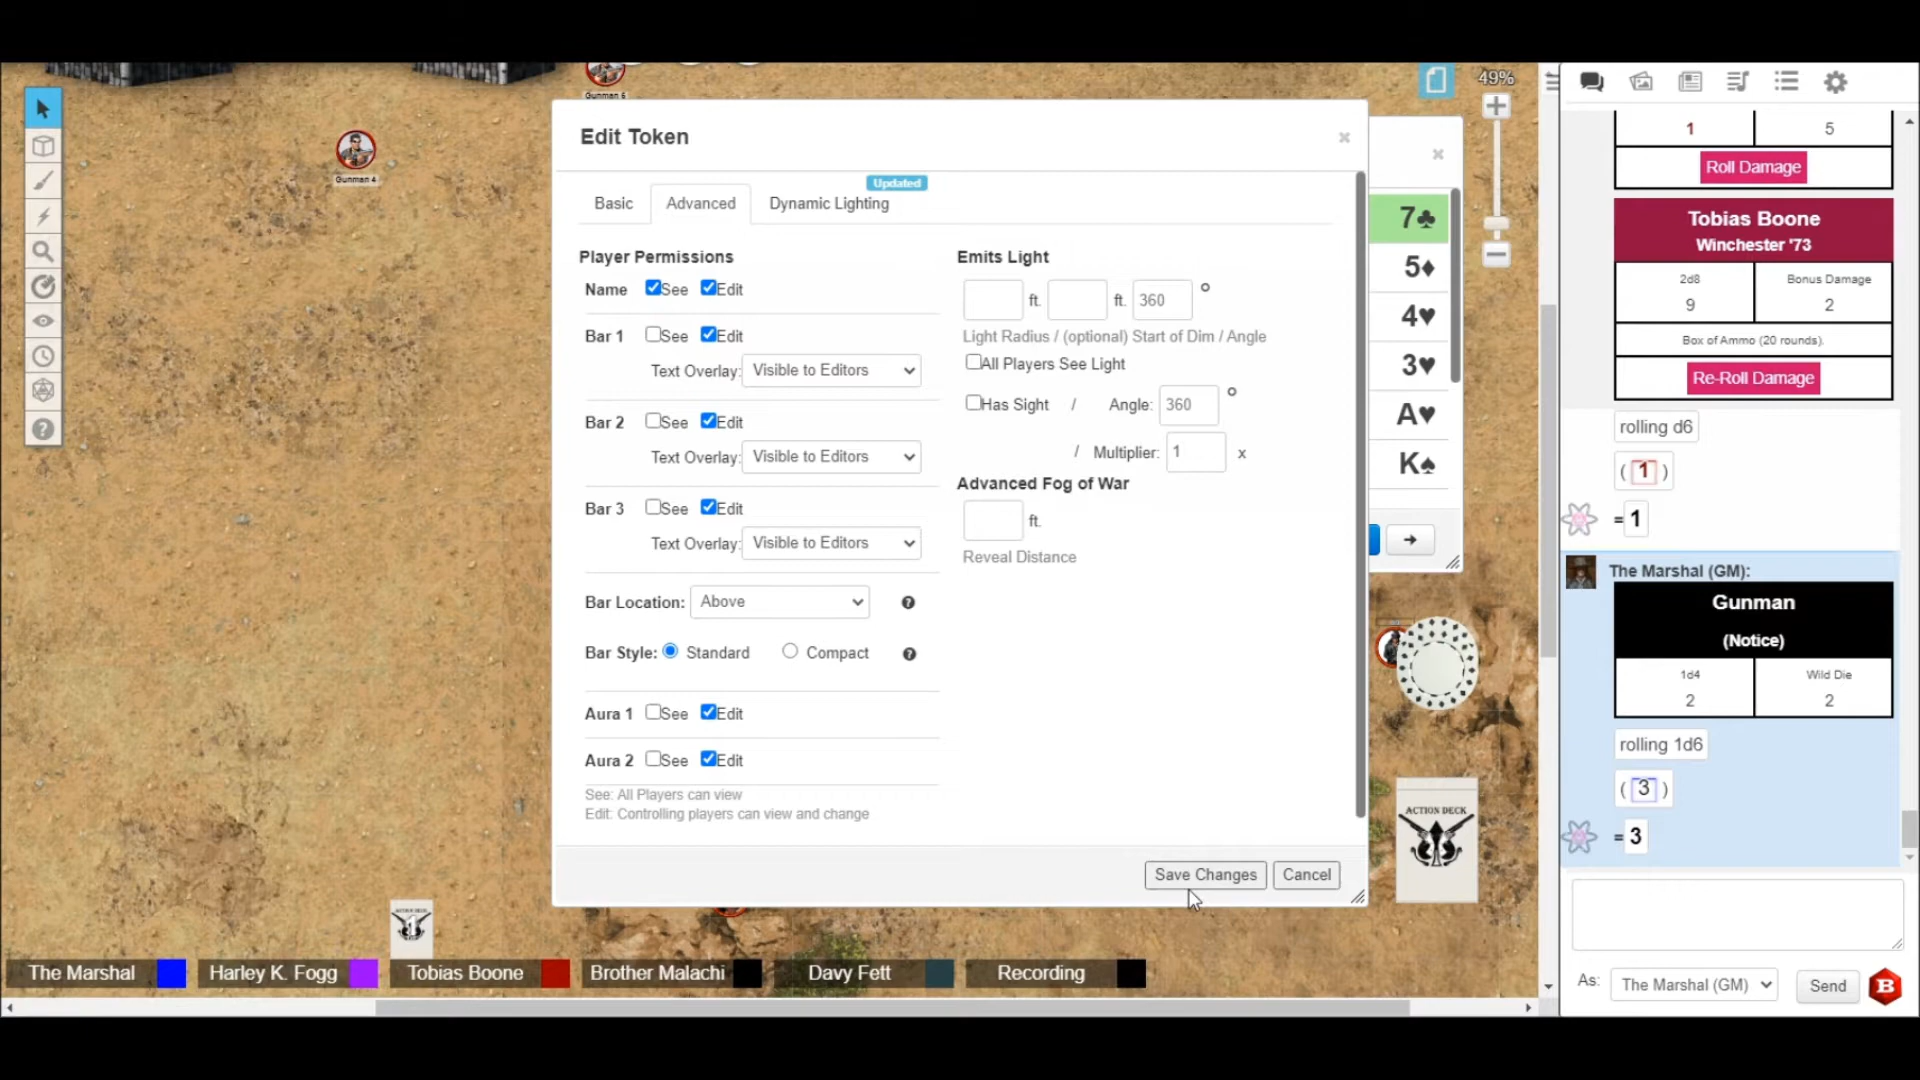 Gunman 6
Gunman 4
49%
Edit Token
Basic
Advanced
Dynamic Lighting
Updated
Player Permissions
Name See Edit
Bar 1 See Edit
Text Overlay: Visible to Editors
Bar 2 See Edit
Text Overlay: Visible to Editors
Bar 3 See Edit
Text Overlay: Visible to Editors
Bar Location: Above
Bar Style: Standard Compact
Aura 1 See Edit
Aura 2 See Edit
See: All Players can view
Edit: Controlling players can view and change
Emits Light
ft. ft. 360 °
Light Radius / (optional) Start of Dim / Angle
All Players See Light
Has Sight / Angle: 360 °
/ Multiplier: 1 x
Advanced Fog of War
ft.
Reveal Distance
Save Changes
Cancel
7♣
5♦
4♥
3♥
A♥
K♠
ACTION DECK
ACTION DECK
1
The Marshal
Harley K. Fogg
Tobias Boone
Brother Malachi
Davy Fett
Recording
1 5
Roll Damage
Tobias Boone
Winchester '73
2d8 Bonus Damage
9 2
Box of Ammo (20 rounds).
Re-Roll Damage
rolling d6
( 1 )
= 1
The Marshal (GM):
Gunman
(Notice)
1d4 Wild Die
2 2
rolling 1d6
( 3 )
= 3
As: The Marshal (GM) Send
B